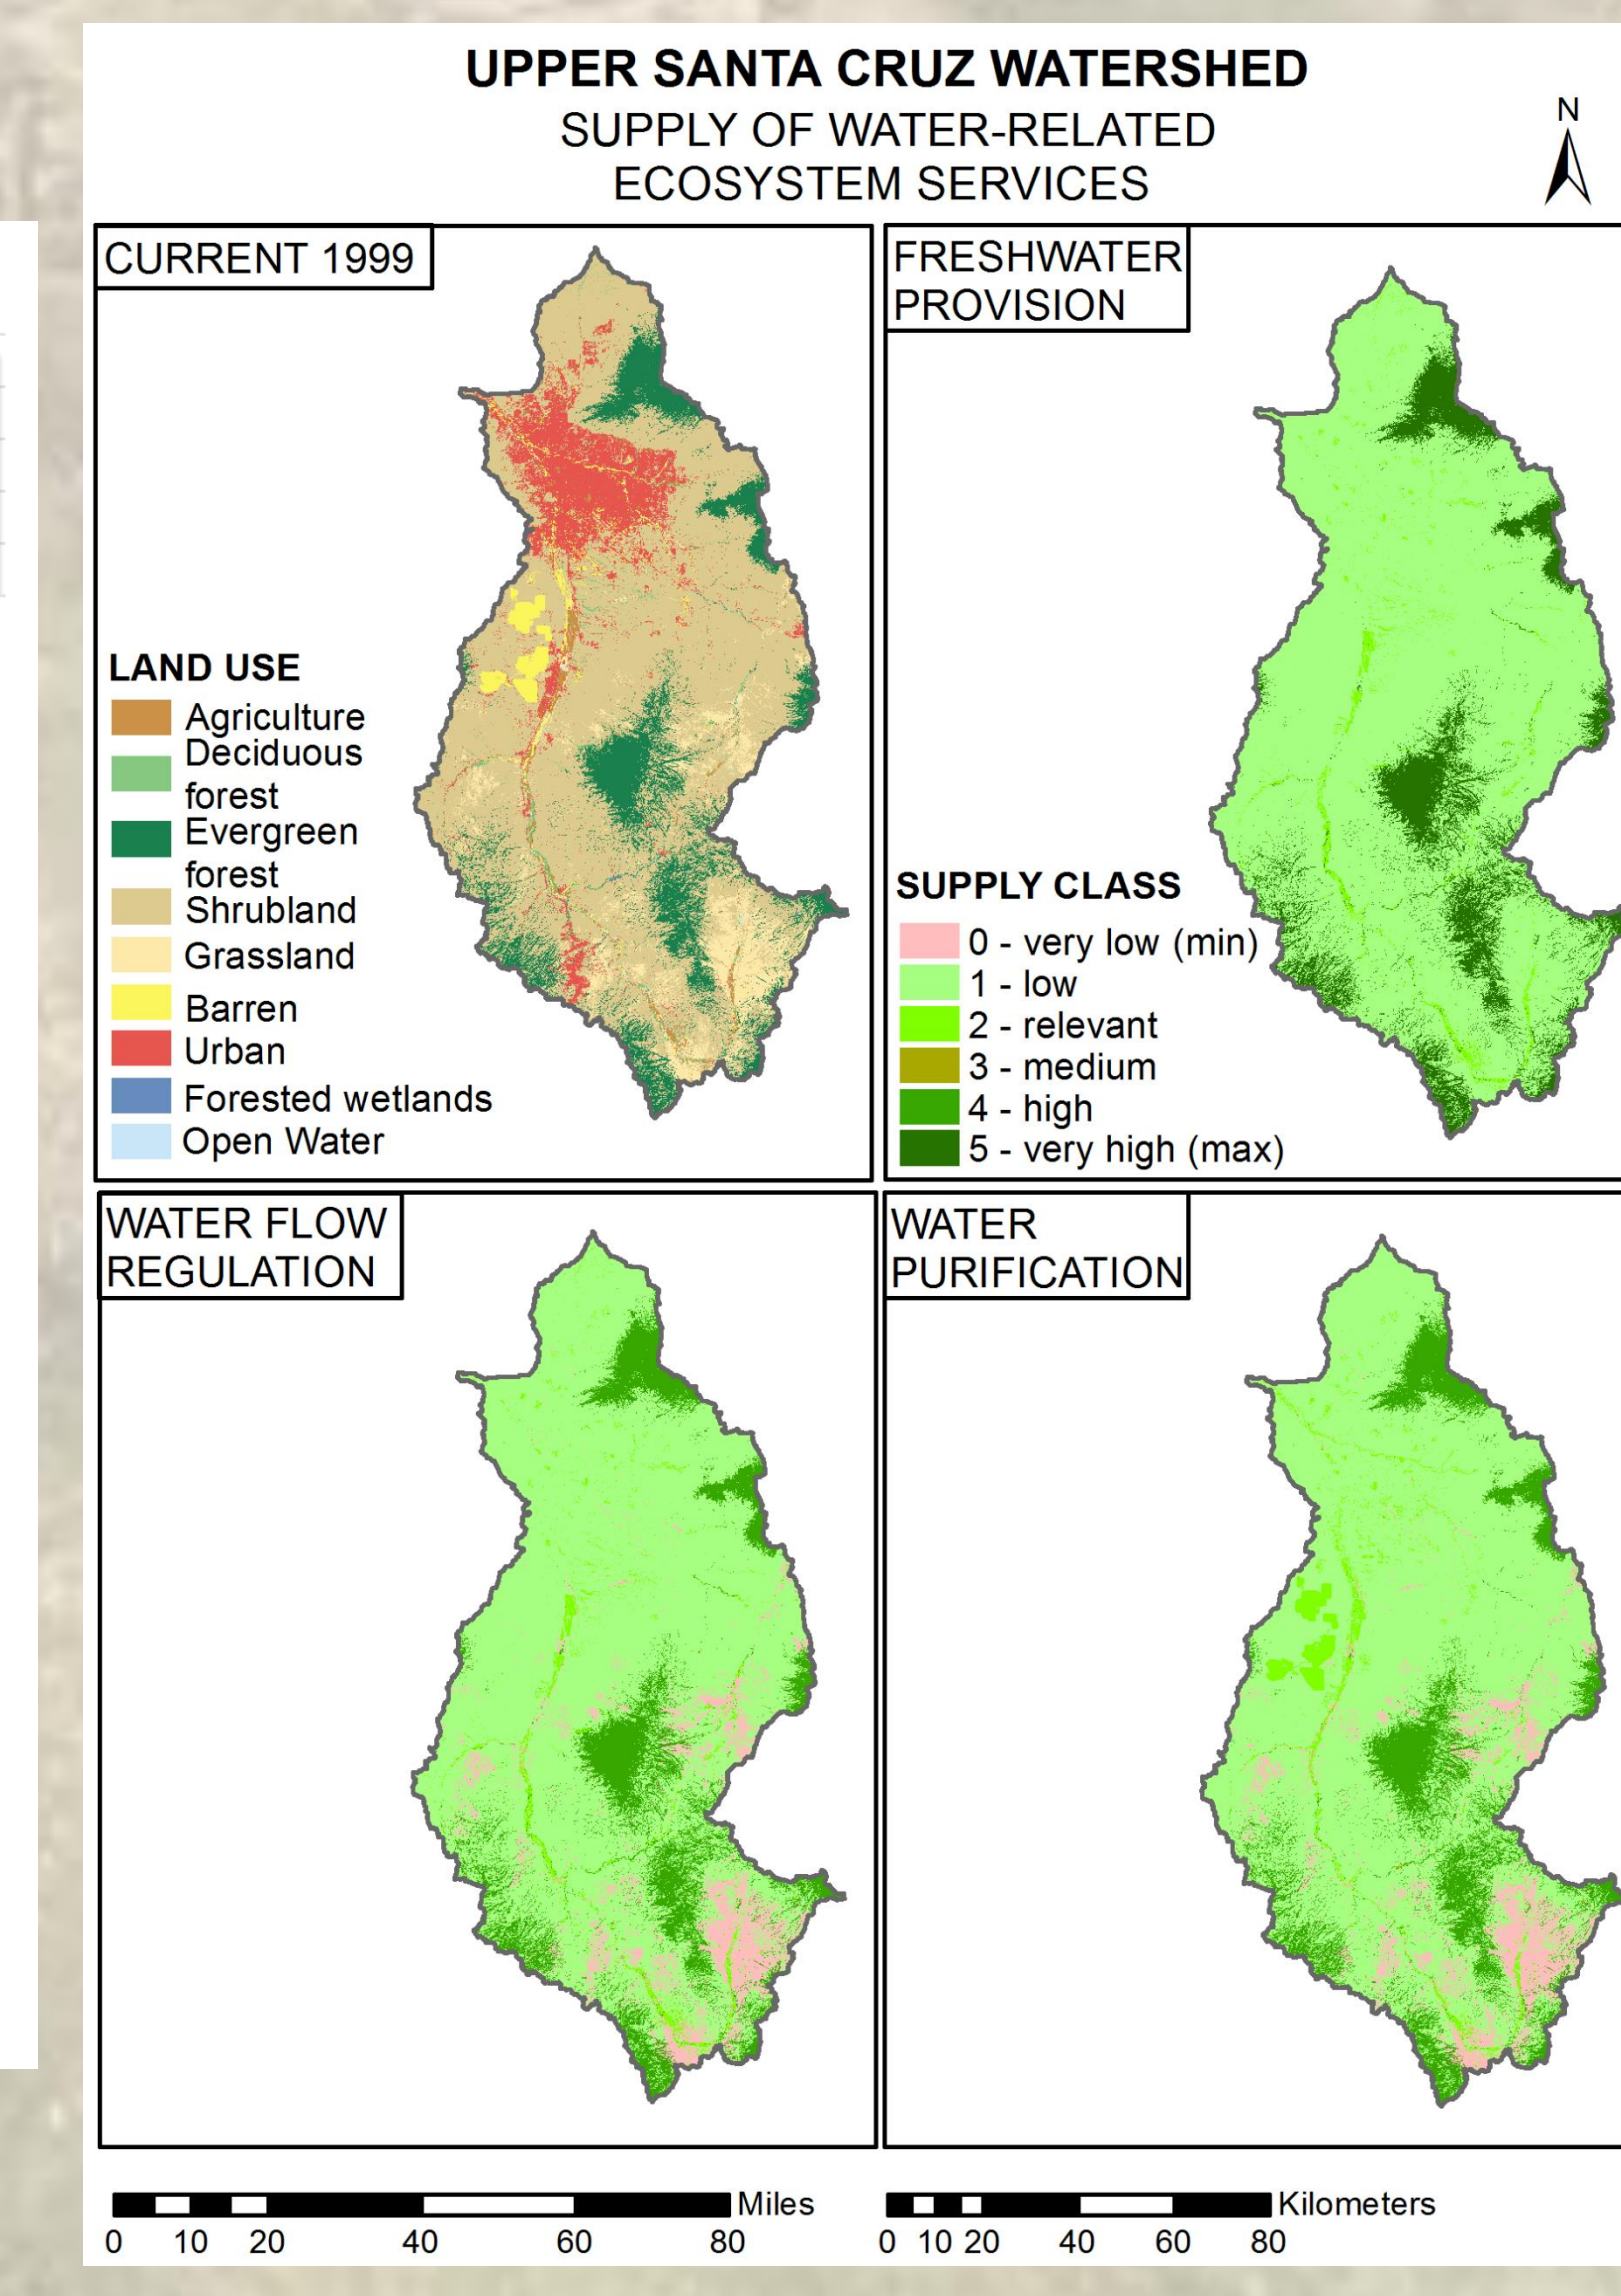 UPPER SANTA CRUZ WATERSHED
SUPPLY OF WATER-RELATED
ECOSYSTEM SERVICES
N
CURRENT 1999
LAND USE
Agriculture
Deciduous
forest
Evergreen
forest
Shrubland
Grassland
Barren
Urban
Forested wetlands
Open Water
FRESHWATER
PROVISION
SUPPLY CLASS
0 - very low (min)
1 - low
2 - relevant
3 - medium
4 - high
5 - very high (max)
WATER FLOW
REGULATION
WATER
PURIFICATION
Miles
0 10 20 40 60 80
Kilometers
0 10 20 40 60 80